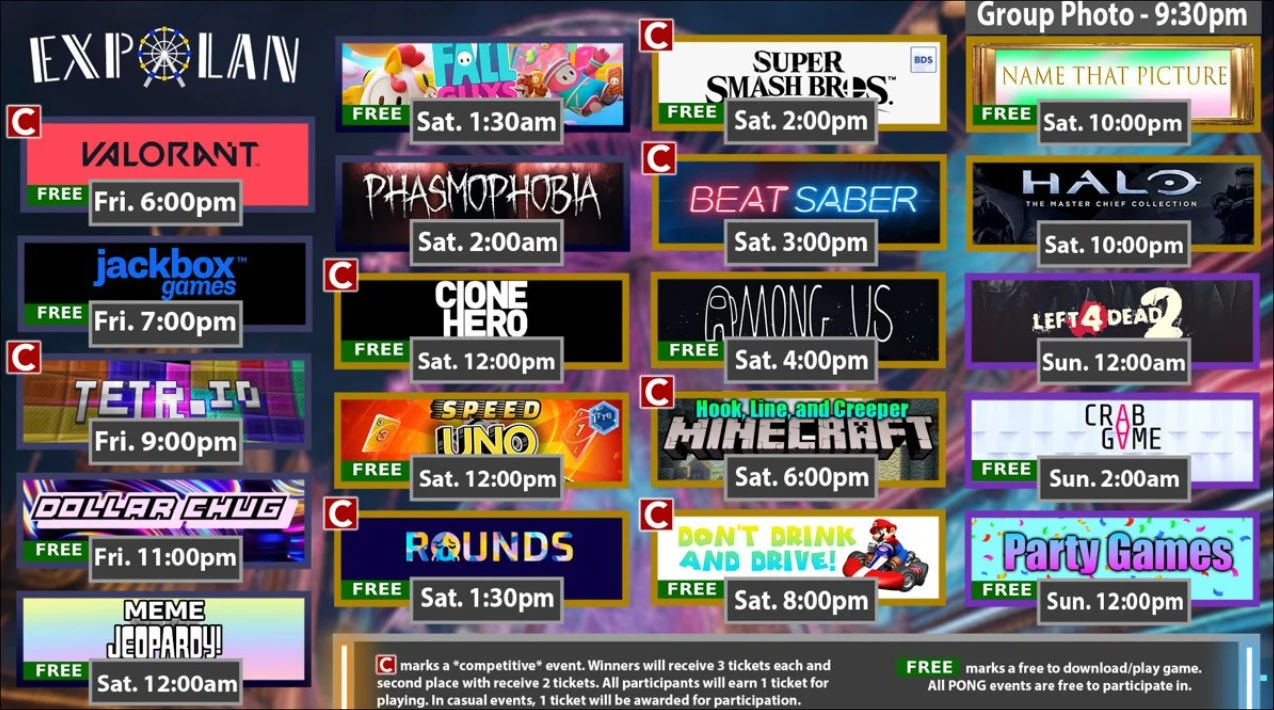 EXPOLAN
C
VALORANT
FREE
Fri. 6:00pm
jackbox™
games
FREE
Fri. 7:00pm
C
TETR.IO
Fri. 9:00pm
DOLLAR CHUG
FREE
Fri. 11:00pm
MEME
JEOPARDY!
FREE
Sat. 12:00am
FALL
GUYS
FREE
Sat. 1:30am
PHASMOPHOBIA
Sat. 2:00am
C
CLONE
HERO
FREE
Sat. 12:00pm
SPEED
UNO
TTG
FREE
Sat. 12:00pm
C
ROUNDS
FREE
Sat. 1:30pm
C
SUPER
SMASH BROS.™
BDS
FREE
Sat. 2:00pm
C
BEAT SABER
Sat. 3:00pm
AMONG US
FREE
Sat. 4:00pm
C
Hook, Line, and Creeper
MINECRAFT
FREE
Sat. 6:00pm
C
DON'T DRINK
AND DRIVE!
FREE
Sat. 8:00pm
Group Photo - 9:30pm
NAME THAT PICTURE
FREE
Sat. 10:00pm
HALO
THE MASTER CHIEF COLLECTION
Sat. 10:00pm
LEFT 4 DEAD 2
Sun. 12:00am
CRAB
GAME
FREE
Sun. 2:00am
Party Games
FREE
Sun. 12:00pm
C marks a *competitive* event. Winners will receive 3 tickets each and
second place with receive 2 tickets. All participants will earn 1 ticket for
playing. In casual events, 1 ticket will be awarded for participation.
FREE marks a free to download/play game.
All PONG events are free to participate in.